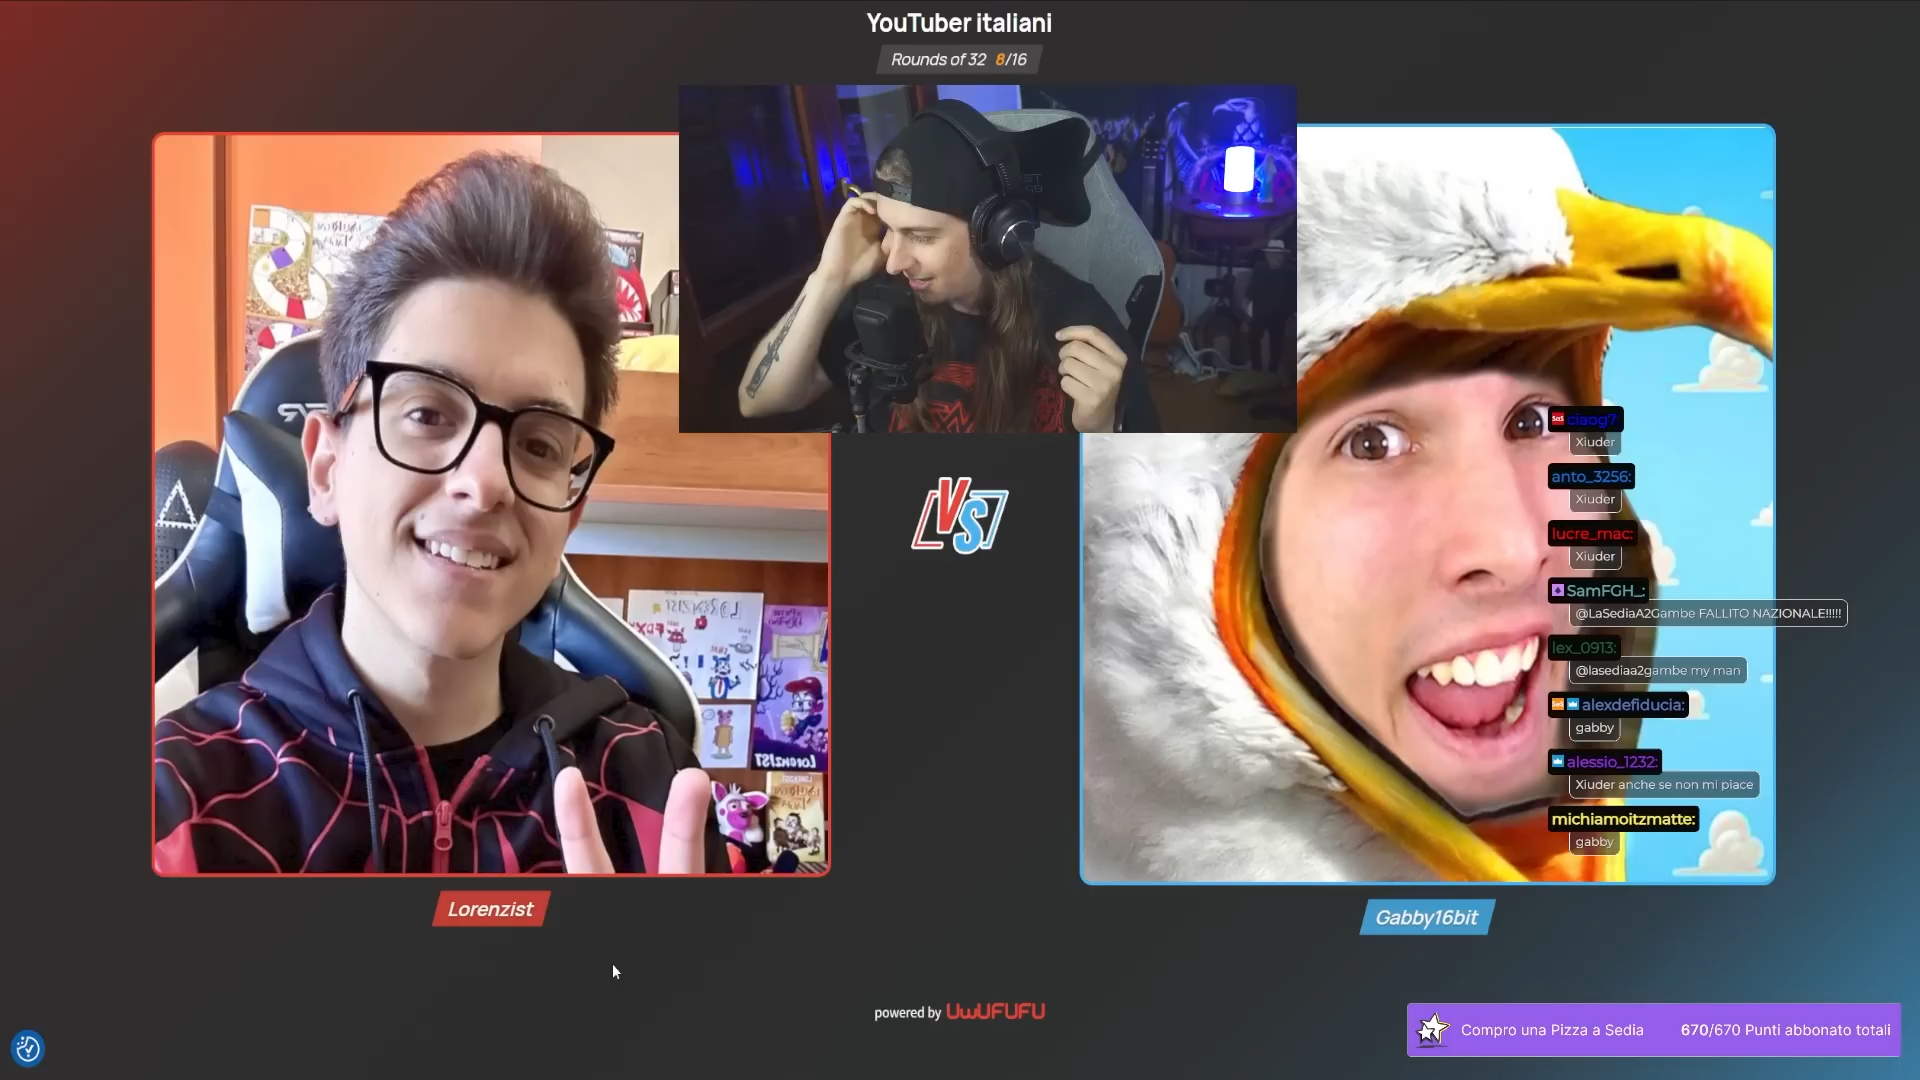 YouTuber italiani
Rounds of 32 8/16
VS
ciaog7:
Xiuder
anto_3256:
Xiuder
lucre_mac:
Xiuder
SamFGH_:
@LaSediaA2Gambe FALLITO NAZIONALE!!!!!
lex_0913:
@lasediaa2gambe my man
alexdefiducia:
gabby
alessio_1232:
Xiuder anche se non mi piace
michiamoitzmatte:
gabby
Lorenzist
Gabby16bit
powered by UwUFUFU
Compro una Pizza a Sedia 670/670 Punti abbonato totali